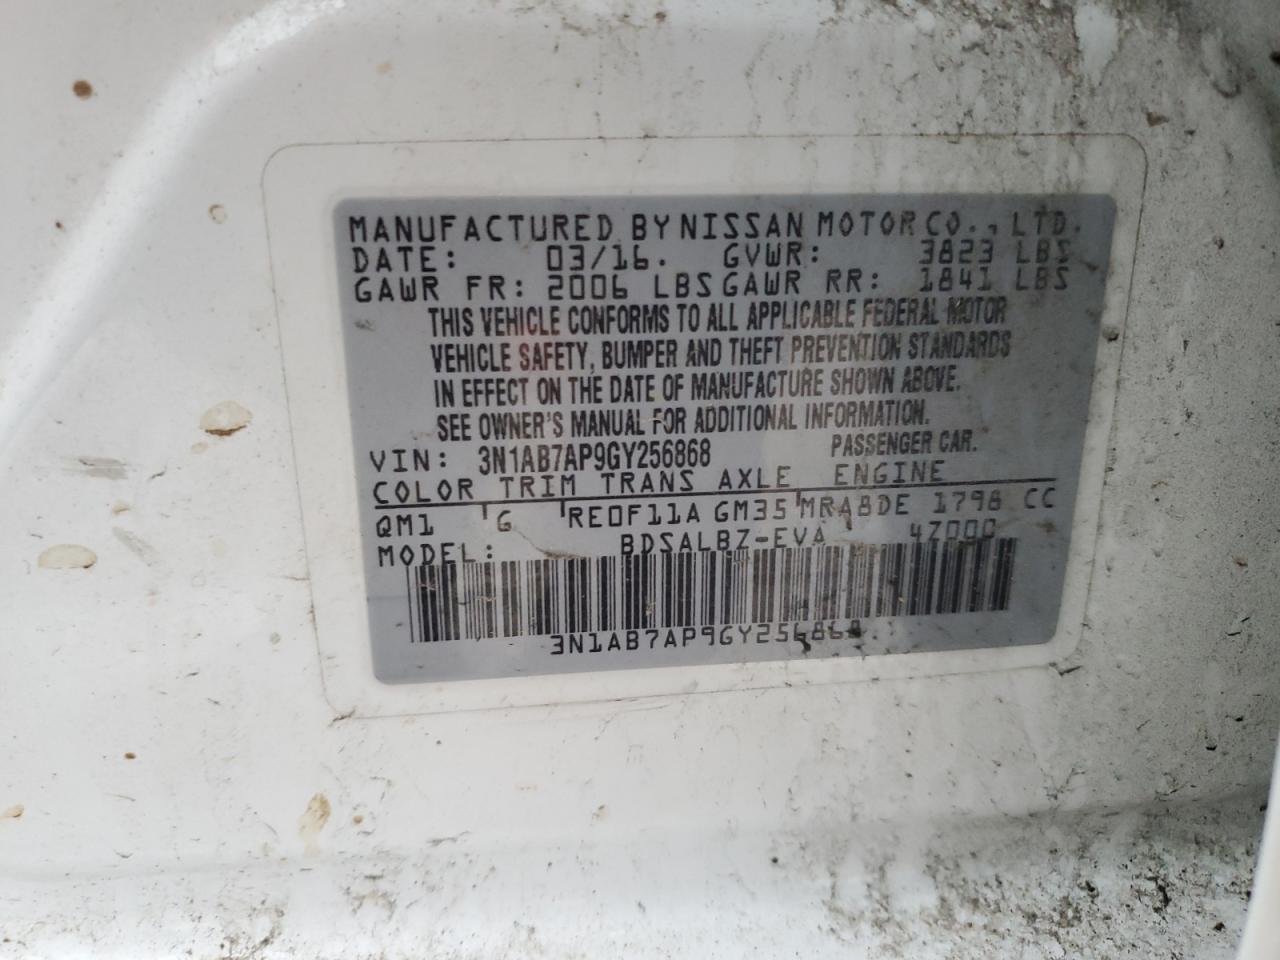 MANUFACTURED BY NISSAN MOTOR CO., LTD.
DATE: 03/16. GVWR: 3823 LBS
GAWR FR: 2006 LBS GAWR RR: 1841 LBS
THIS VEHICLE CONFORMS TO ALL APPLICABLE FEDERAL MOTOR
VEHICLE SAFETY, BUMPER AND THEFT PREVENTION STANDARDS
IN EFFECT ON THE DATE OF MANUFACTURE SHOWN ABOVE.
SEE OWNER'S MANUAL FOR ADDITIONAL INFORMATION.
VIN: 3N1AB7AP9GY256868 PASSENGER CAR.
COLOR TRIM TRANS AXLE ENGINE
QM1 G RE0F11A GM35 MRA8DE 1798 CC
MODEL: BDSALBZ-EVA 4Z000
3N1AB7AP9GY256868